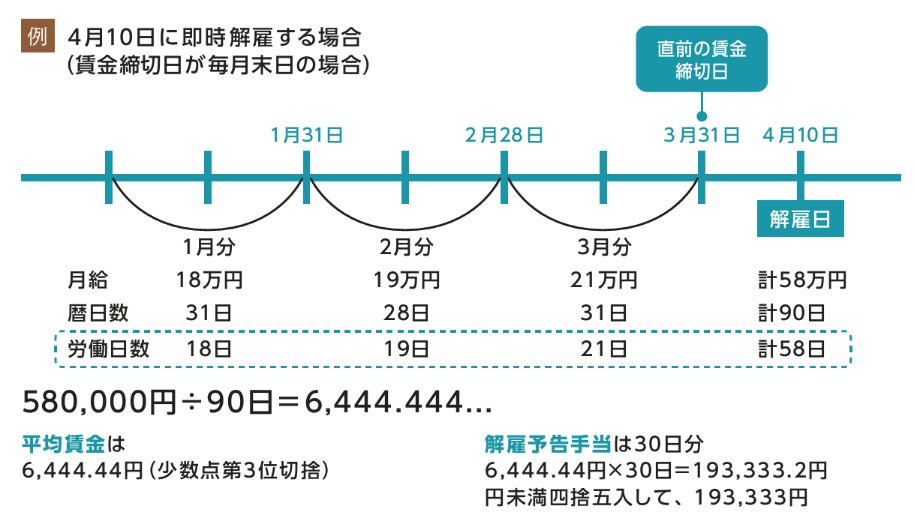 例
4月10日に即時解雇する場合
(賃金締切日が毎月末日の場合)
直前の賃金
締切日
1月31日 2月28日 3月31日 4月10日
解雇日
1月分 2月分 3月分
月給 18万円 19万円 21万円 計58万円
暦日数 31日 28日 31日 計90日
労働日数 18日 19日 21日 計58日
580,000円÷90日＝6,444.444...
平均賃金は
6,444.44円(少数点第3位切捨)
解雇予告手当は30日分
6,444.44円×30日＝193,333.2円
円未満四捨五入して、193,333円